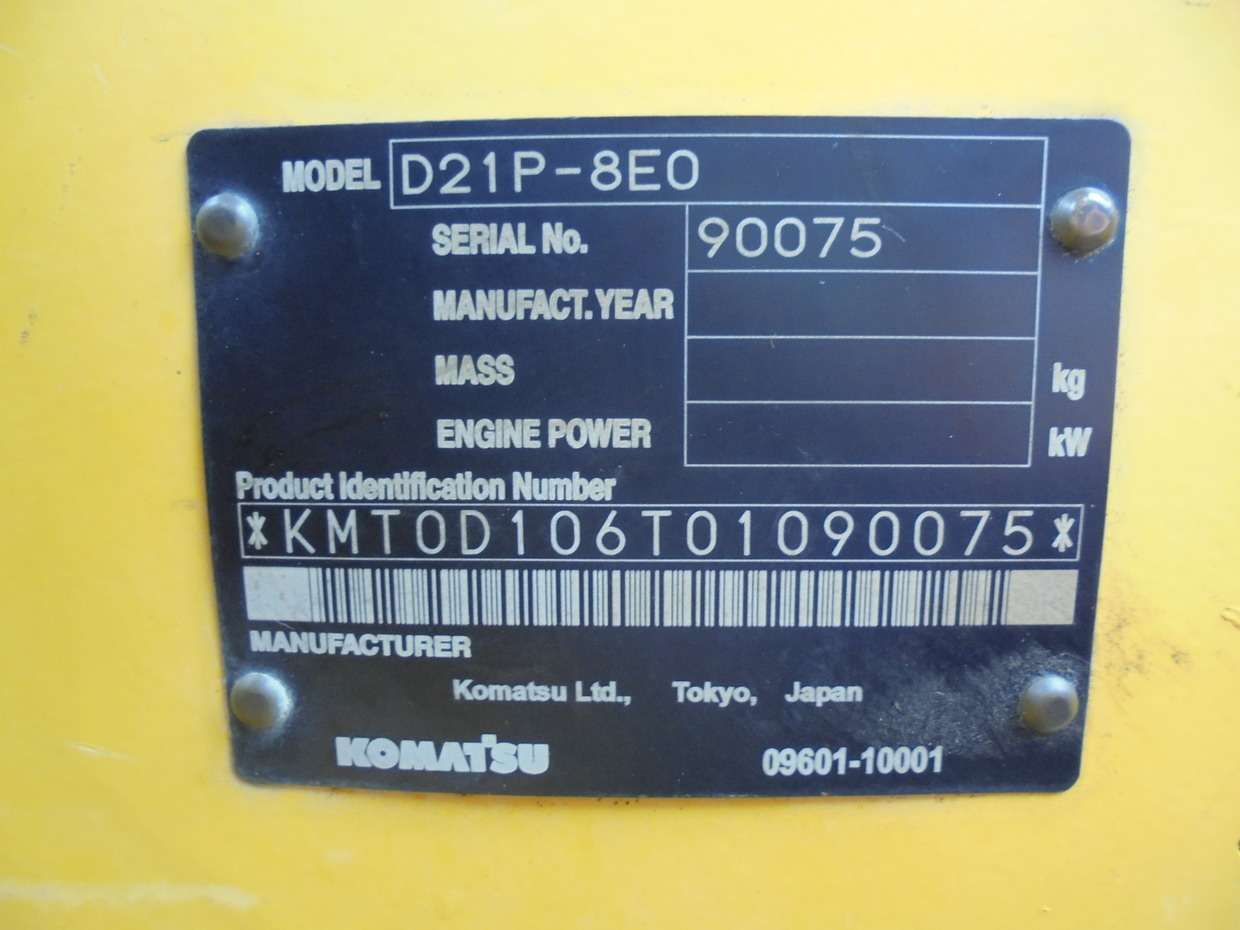 MODEL D21P-8E0
SERIAL No. 90075
MANUFACT. YEAR
MASS kg
ENGINE POWER kW
Product Identification Number
*KMT0D106T01090075*
MANUFACTURER
Komatsu Ltd., Tokyo, Japan
KOMATSU 09601-10001